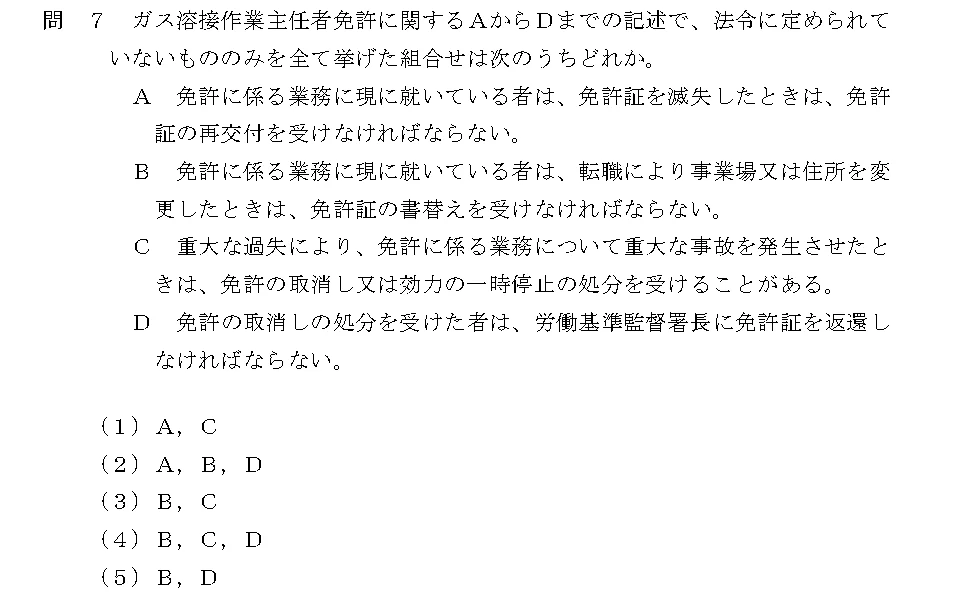 問　７　ガス溶接作業主任者免許に関するＡからＤまでの記述で、法令に定められて
いないもののみを全て挙げた組合せは次のうちどれか。
Ａ　免許に係る業務に現に就いている者は、免許証を滅失したときは、免許
証の再交付を受けなければならない。
Ｂ　免許に係る業務に現に就いている者は、転職により事業場又は住所を変
更したときは、免許証の書替えを受けなければならない。
Ｃ　重大な過失により、免許に係る業務について重大な事故を発生させたと
きは、免許の取消し又は効力の一時停止の処分を受けることがある。
Ｄ　免許の取消しの処分を受けた者は、労働基準監督署長に免許証を返還し
なければならない。
（１）Ａ，Ｃ
（２）Ａ，Ｂ，Ｄ
（３）Ｂ，Ｃ
（４）Ｂ，Ｃ，Ｄ
（５）Ｂ，Ｄ